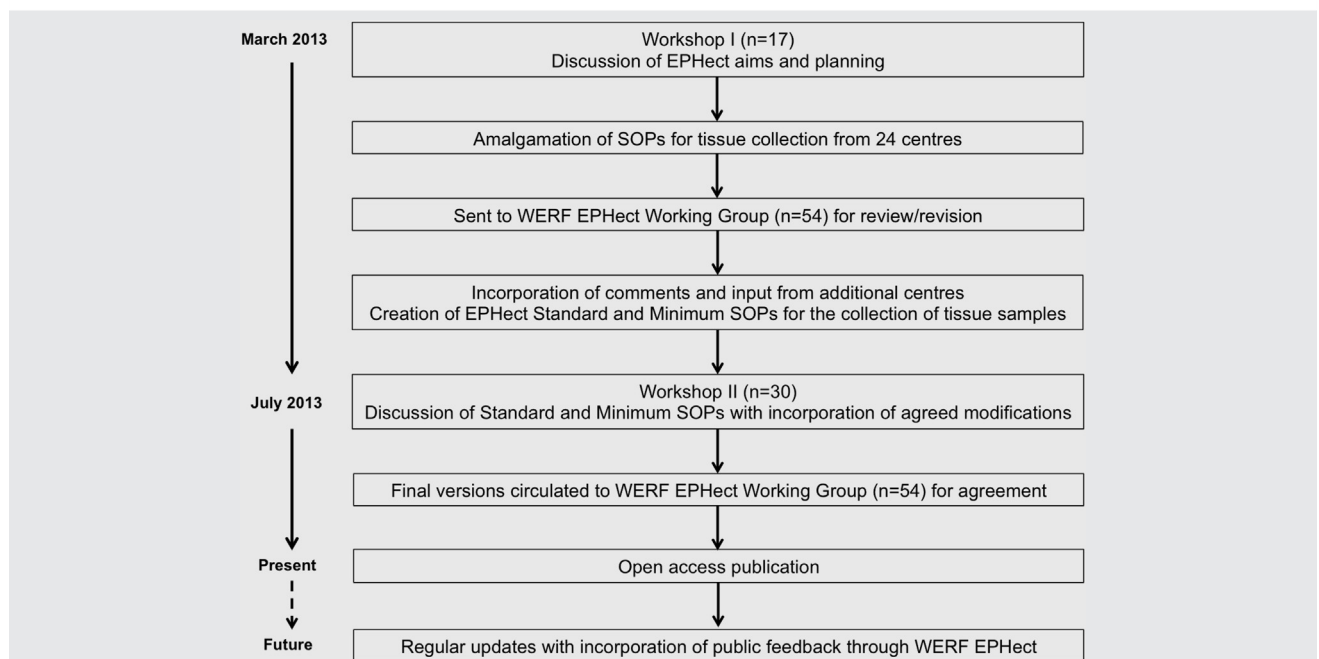 March 2013
Workshop I (n=17)
Discussion of EPHect aims and planning
Amalgamation of SOPs for tissue collection from 24 centres
Sent to WERF EPHect Working Group (n=54) for review/revision
Incorporation of comments and input from additional centres
Creation of EPHect Standard and Minimum SOPs for the collection of tissue samples
July 2013
Workshop II (n=30)
Discussion of Standard and Minimum SOPs with incorporation of agreed modifications
Final versions circulated to WERF EPHect Working Group (n=54) for agreement
Present
Open access publication
Future
Regular updates with incorporation of public feedback through WERF EPHect